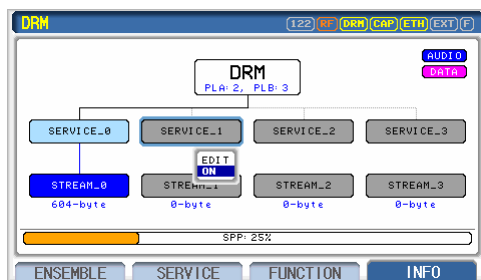 DRM [122] RF DRM CAP ETH EXT F
AUDIO
DATA
DRM
PLA: 2, PLB: 3
SERVICE_0 SERVICE_1 SERVICE_2 SERVICE_3
EDIT
ON
STREAM_0 STREAM_1 STREAM_2 STREAM_3
604-byte 0-byte 0-byte 0-byte
SPP: 25%
ENSEMBLE SERVICE FUNCTION INFO